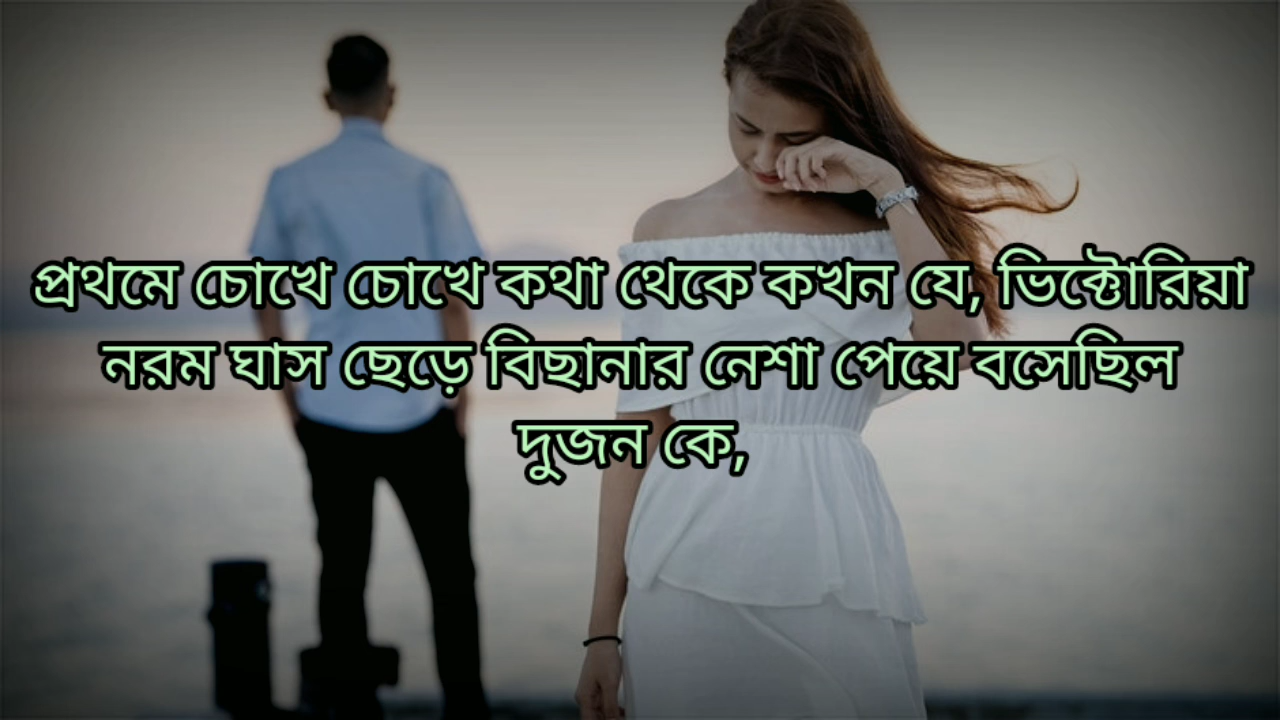 প্রথমে চোখে চোখে কথা থেকে কখন যে, ভিক্টোরিয়া
নরম ঘাস ছেড়ে বিছানার নেশা পেয়ে বসেছিল
দুজন কে,